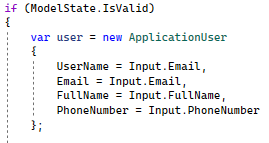 if (ModelState.IsValid)
{
    var user = new ApplicationUser
    {
        UserName = Input.Email,
        Email = Input.Email,
        FullName = Input.FullName,
        PhoneNumber = Input.PhoneNumber
    };